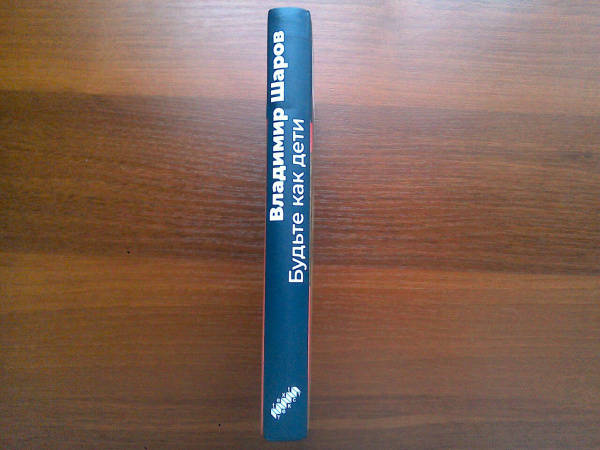 Владимир Шаров
Будьте как дети